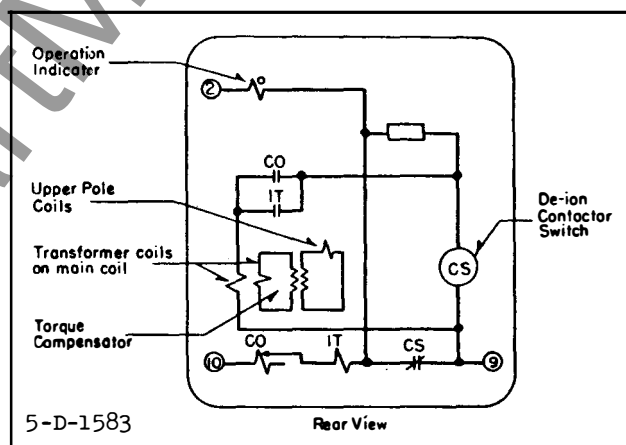 Operation
Indicator
②
CO
IT
Upper Pole
Coils
De-ion
Contactor
Switch
Transformer coils
on main coil
CS
Torque
Compensator
CO
IT
CS
⑩
⑨
5-D-1583
Rear View